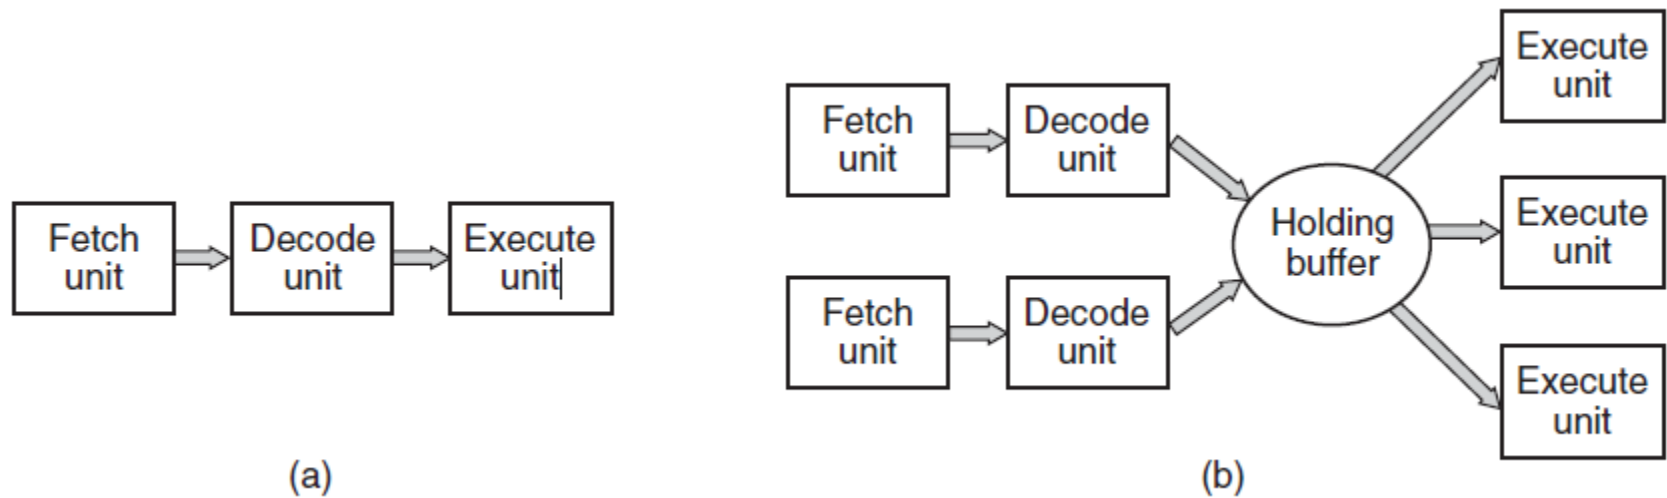 Fetch
unit
Decode
unit
Execute
unit
(a)
Fetch
unit
Decode
unit
Fetch
unit
Decode
unit
Holding
buffer
Execute
unit
Execute
unit
Execute
unit
(b)